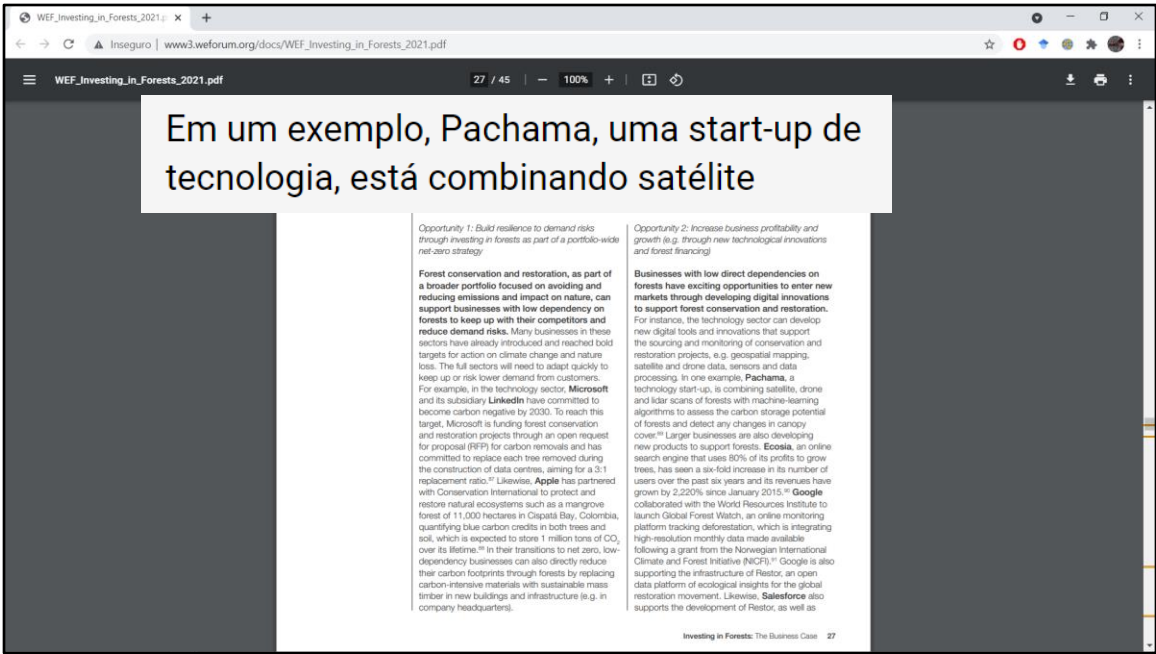 WEF_Investing_in_Forests_2021.p
Inseguro | www3.weforum.org/docs/WEF_Investing_in_Forests_2021.pdf
WEF_Investing_in_Forests_2021.pdf
27 / 45
100%
Em um exemplo, Pachama, uma start-up de
tecnologia, está combinando satélite
Opportunity 1: Build resilience to demand risks
through investing in forests as part of a portfolio-wide
net-zero strategy
Forest conservation and restoration, as part of
a broader portfolio focused on avoiding and
reducing emissions and impact on nature, can
support businesses with low dependency on
forests to keep up with their competitors and
reduce demand risks. Many businesses in these
sectors have already introduced and reached bold
targets for action on climate change and nature
loss. The full sectors will need to adapt quickly to
keep up or risk lower demand from customers.
For example, in the technology sector, Microsoft
and its subsidiary LinkedIn have committed to
become carbon negative by 2030. To reach this
target, Microsoft is funding forest conservation
and restoration projects through an open request
for proposal (RFP) for carbon removals and has
committed to replace each tree removed during
the construction of data centres, aiming for a 3:1
replacement ratio.87 Likewise, Apple has partnered
with Conservation International to protect and
restore natural ecosystems such as a mangrove
forest of 11,000 hectares in Cispatá Bay, Colombia,
quantifying blue carbon credits in both trees and
soil, which is expected to store 1 million tons of CO2
over its lifetime.88 In their transitions to net zero, low-
dependency businesses can also directly reduce
their carbon footprints through forests by replacing
carbon-intensive materials with sustainable mass
timber in new buildings and infrastructure (e.g. in
company headquarters).
Opportunity 2: Increase business profitability and
growth (e.g. through new technological innovations
and forest financing)
Businesses with low direct dependencies on
forests have exciting opportunities to enter new
markets through developing digital innovations
to support forest conservation and restoration.
For instance, the technology sector can develop
new digital tools and innovations that support
the sourcing and monitoring of conservation and
restoration projects, e.g. geospatial mapping,
satellite and drone data, sensors and data
processing. In one example, Pachama, a
technology start-up, is combining satellite, drone
and lidar scans of forests with machine-learning
algorithms to assess the carbon storage potential
of forests and detect any changes in canopy
cover.89 Larger businesses are also developing
new products to support forests. Ecosia, an online
search engine that uses 80% of its profits to grow
trees, has seen a six-fold increase in its number of
users over the past six years and its revenues have
grown by 2,220% since January 2015.90 Google
collaborated with the World Resources Institute to
launch Global Forest Watch, an online monitoring
platform tracking deforestation, which is integrating
high-resolution monthly data made available
following a grant from the Norwegian International
Climate and Forest Initiative (NICFI).91 Google is also
supporting the infrastructure of Restor, an open
data platform of ecological insights for the global
restoration movement. Likewise, Salesforce also
supports the development of Restor, as well as
Investing in Forests: The Business Case 27